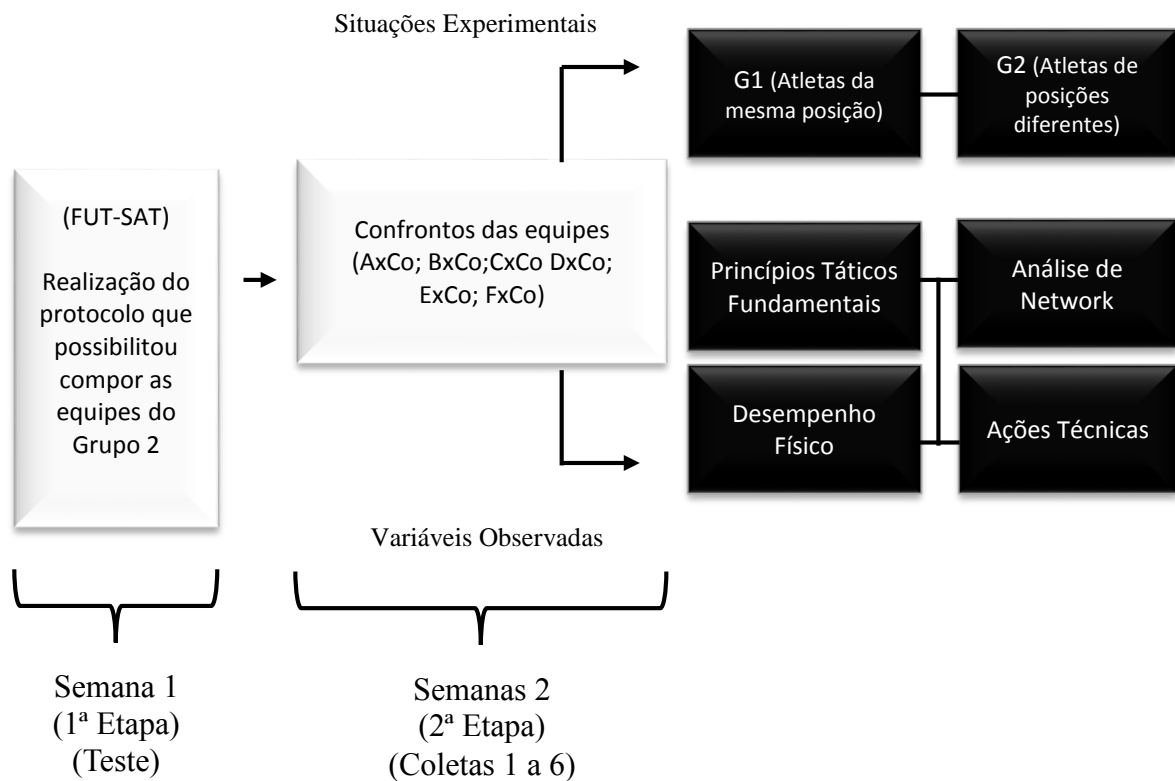 Situações Experimentais
G1 (Atletas da
mesma posição)
G2 (Atletas de
posições
diferentes)
(FUT-SAT)
Realização do
protocolo que
possibilitou
compor as
equipes do
Grupo 2
Confrontos das equipes
(AxCo; BxCo;CxCo DxCo;
ExCo; FxCo)
Princípios Táticos
Fundamentais
Análise de
Network
Desempenho
Físico
Ações Técnicas
Variáveis Observadas
Semana 1
(1ª Etapa)
(Teste)
Semanas 2
(2ª Etapa)
(Coletas 1 a 6)